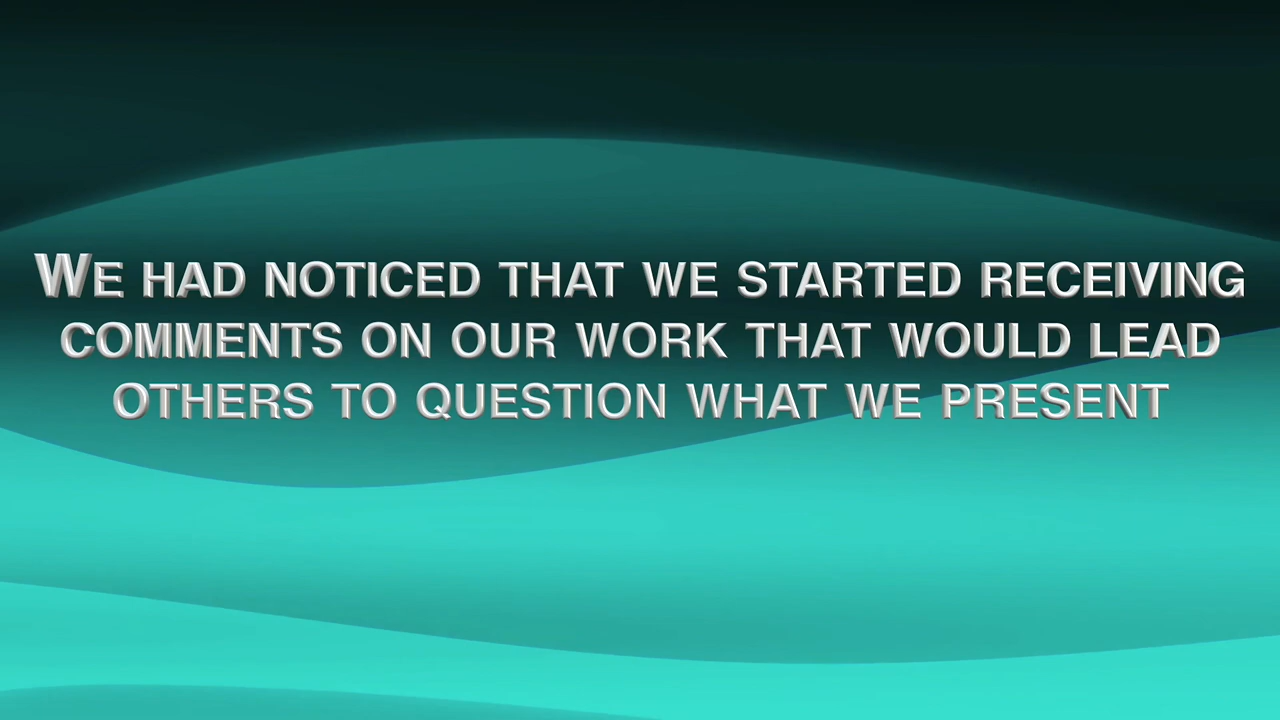 WE HAD NOTICED THAT WE STARTED RECEIVING
COMMENTS ON OUR WORK THAT WOULD LEAD
OTHERS TO QUESTION WHAT WE PRESENT